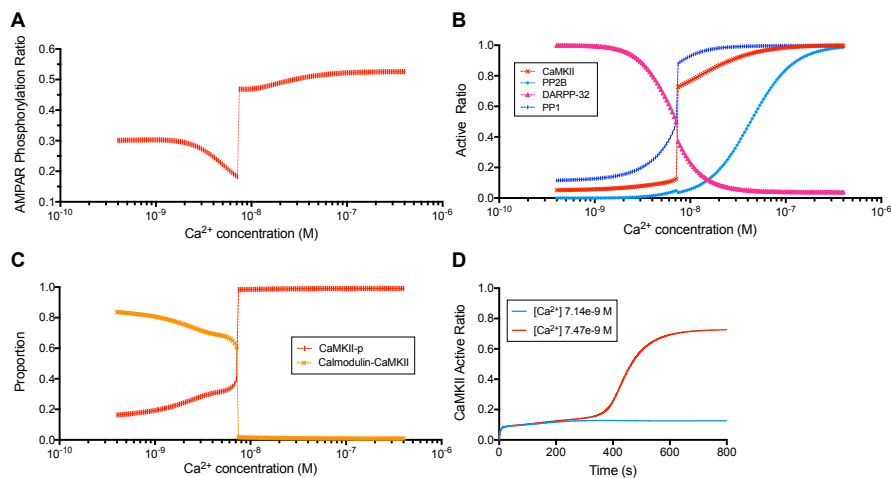 A
AMPAR Phosphorylation Ratio
0.6
0.5
0.4
0.3
0.2
0.1
10⁻¹⁰ 10⁻⁹ 10⁻⁸ 10⁻⁷ 10⁻⁶
Ca²⁺ concentration (M)
B
Active Ratio
1.0
0.8
0.6
0.4
0.2
0.0
CaMKII
PP2B
DARPP-32
PP1
10⁻¹⁰ 10⁻⁹ 10⁻⁸ 10⁻⁷ 10⁻⁶
Ca²⁺ concentration (M)
C
Proportion
1.0
0.8
0.6
0.4
0.2
0.0
CaMKII-p
Calmodulin-CaMKII
10⁻¹⁰ 10⁻⁹ 10⁻⁸ 10⁻⁷ 10⁻⁶
Ca²⁺ concentration (M)
D
CaMKII Active Ratio
1.0
0.8
0.6
0.4
0.2
0.0
[Ca²⁺] 7.14e-9 M
[Ca²⁺] 7.47e-9 M
0 200 400 600 800
Time (s)